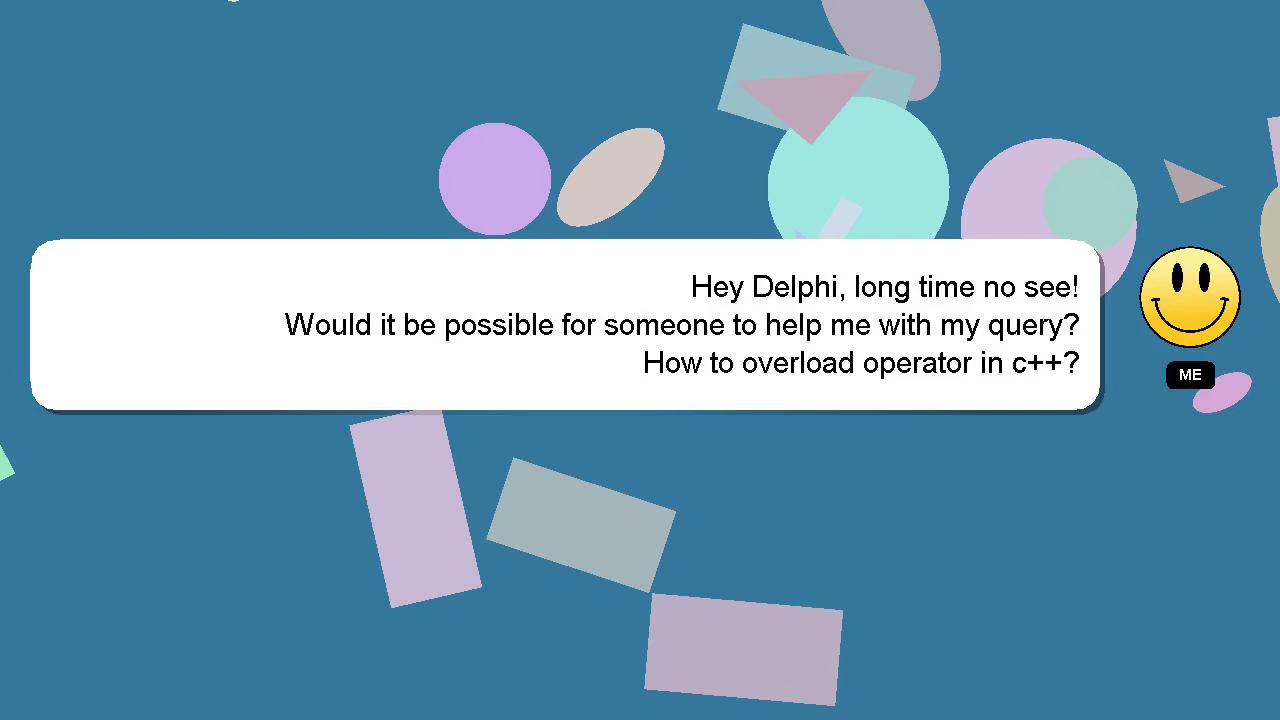 Hey Delphi, long time no see!
Would it be possible for someone to help me with my query?
How to overload operator in c++?
ME